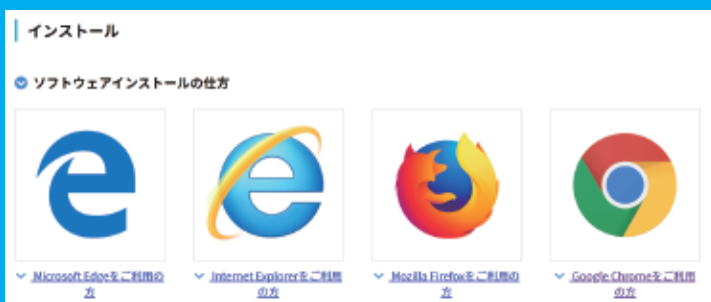 インストール
ソフトウェアインストールの仕方
Microsoft Edgeをご利用の
方
Internet Explorerをご利用
の方
Mozilla Firefoxをご利用の
方
Google Chromeをご利用
の方